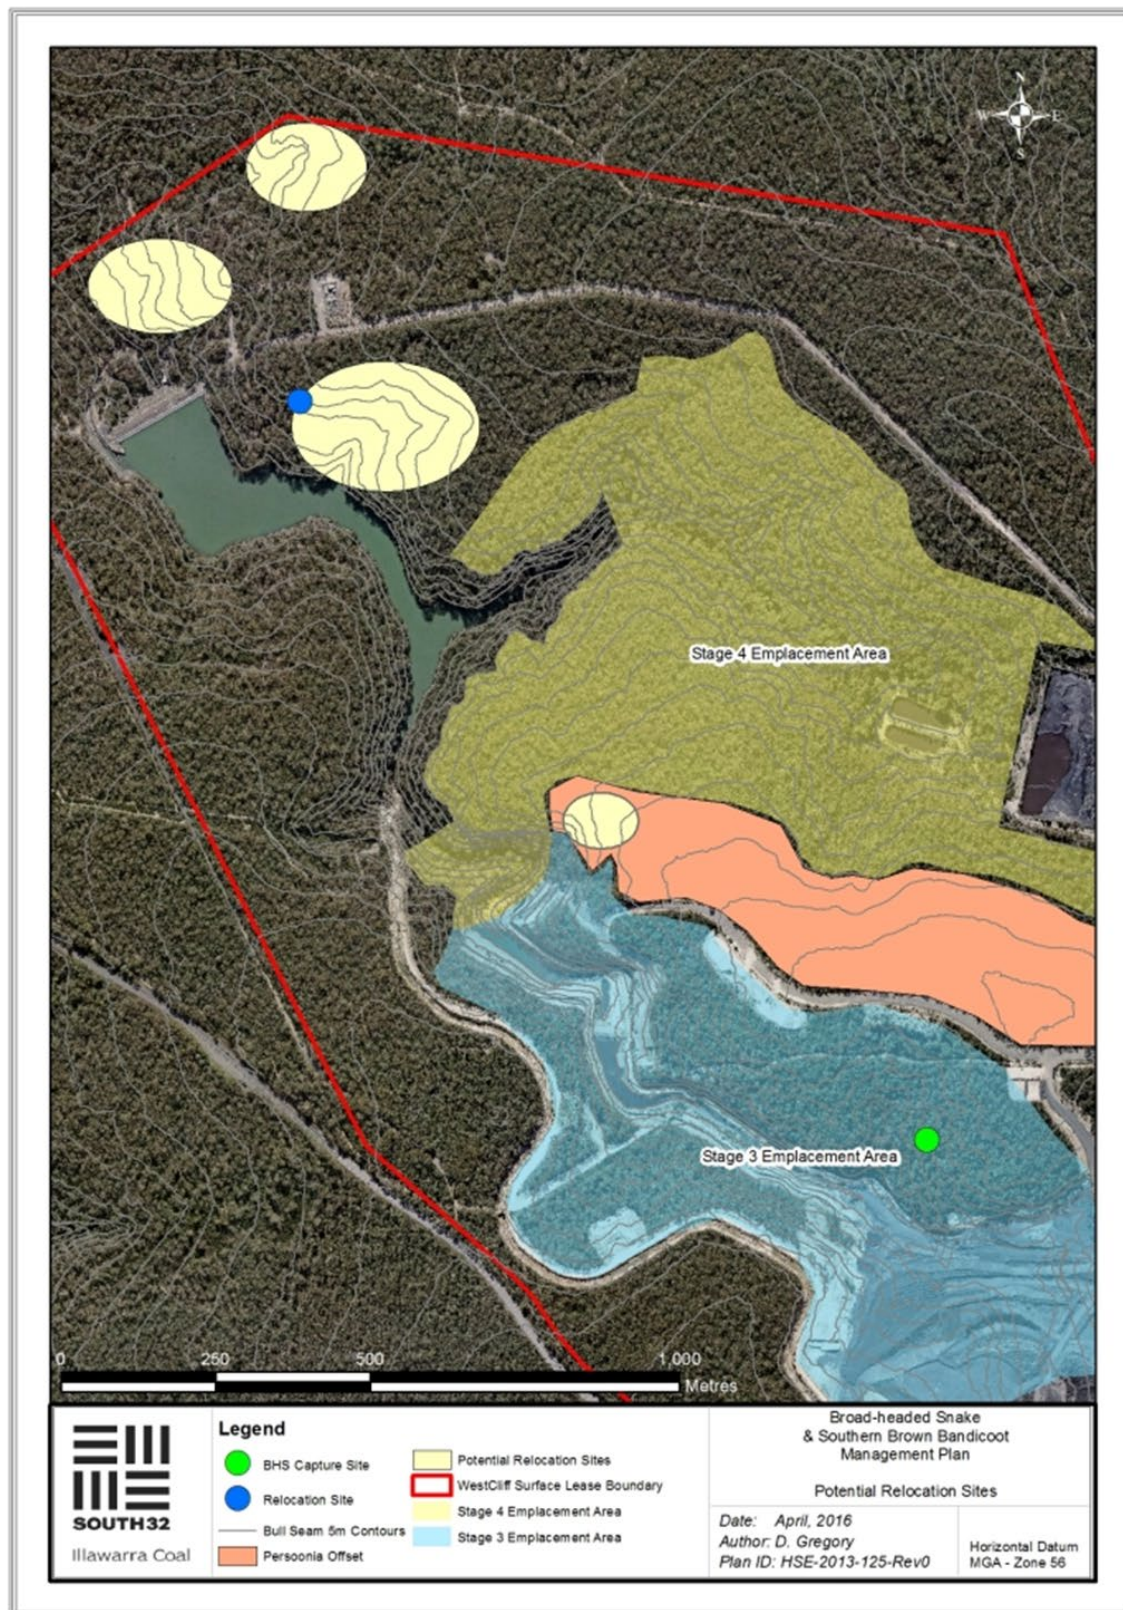 N
W E
S
Stage 4 Emplacement Area
Stage 3 Emplacement Area
0 250 500 1 000
Metres
SOUTH32
Illawarra Coal
Legend
BHS Capture Site
Relocation Site
Bull Seam 5m Contours
Persoonia Offset
Potential Relocation Sites
WestCliff Surface Lease Boundary
Stage 4 Emplacement Area
Stage 3 Emplacement Area
Broad-headed Snake
& Southern Brown Bandicoot
Management Plan
Potential Relocation Sites
Date: April, 2016
Author: D. Gregory
Plan ID: HSE-2013-125-Rev0
Horizontal Datum
MGA - Zone 56